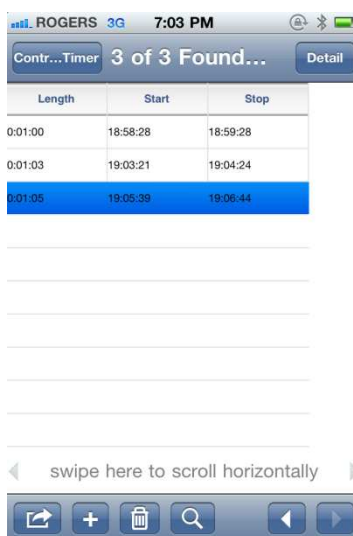 ROGERS 3G 7:03 PM
Contr...Timer 3 of 3 Found... Detail
Length Start Stop
0:01:00 18:58:28 18:59:28
0:01:03 19:03:21 19:04:24
0:01:05 19:05:39 19:06:44
swipe here to scroll horizontally